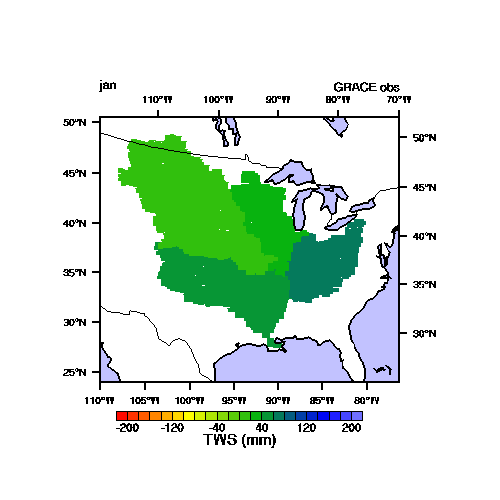 jan GRACE obs
110°W 100°W 90°W 80°W 70°W
50°N 50°N
45°N 45°N
40°N 40°N
35°N 35°N
30°N 30°N
25°N
110°W 105°W 100°W 95°W 90°W 85°W 80°W
-200 -120 -40 40 120 200
TWS (mm)